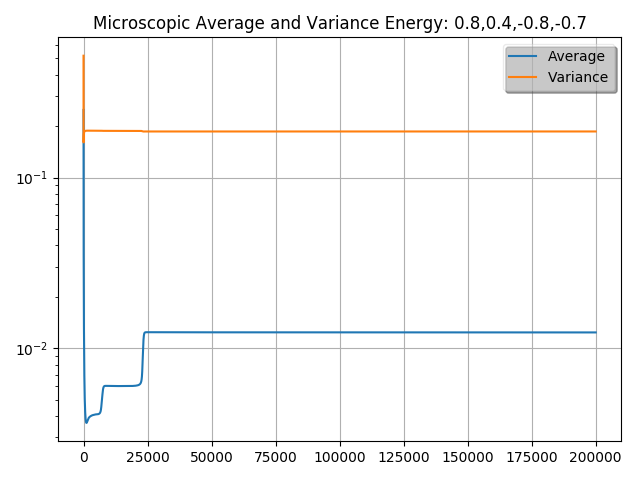 Microscopic Average and Variance Energy: 0.8,0.4,-0.8,-0.7
Average
Variance
10⁻¹
10⁻²
0 25000 50000 75000 100000 125000 150000 175000 200000